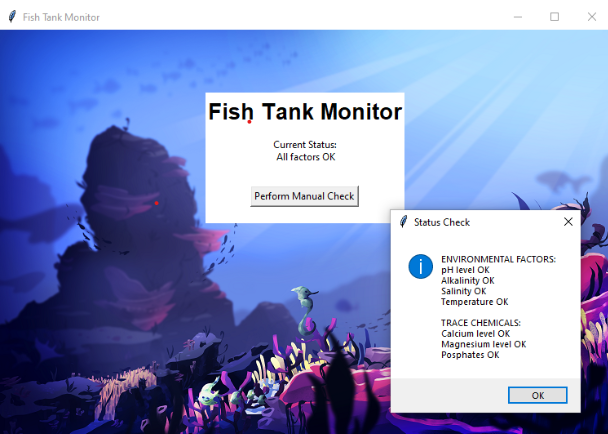 Fish Tank Monitor
Fish Tank Monitor
Current Status:
All factors OK
Perform Manual Check
Status Check
ENVIRONMENTAL FACTORS:
pH level OK
Alkalinity OK
Salinity OK
Temperature OK
TRACE CHEMICALS:
Calcium level OK
Magnesium level OK
Posphates OK
OK